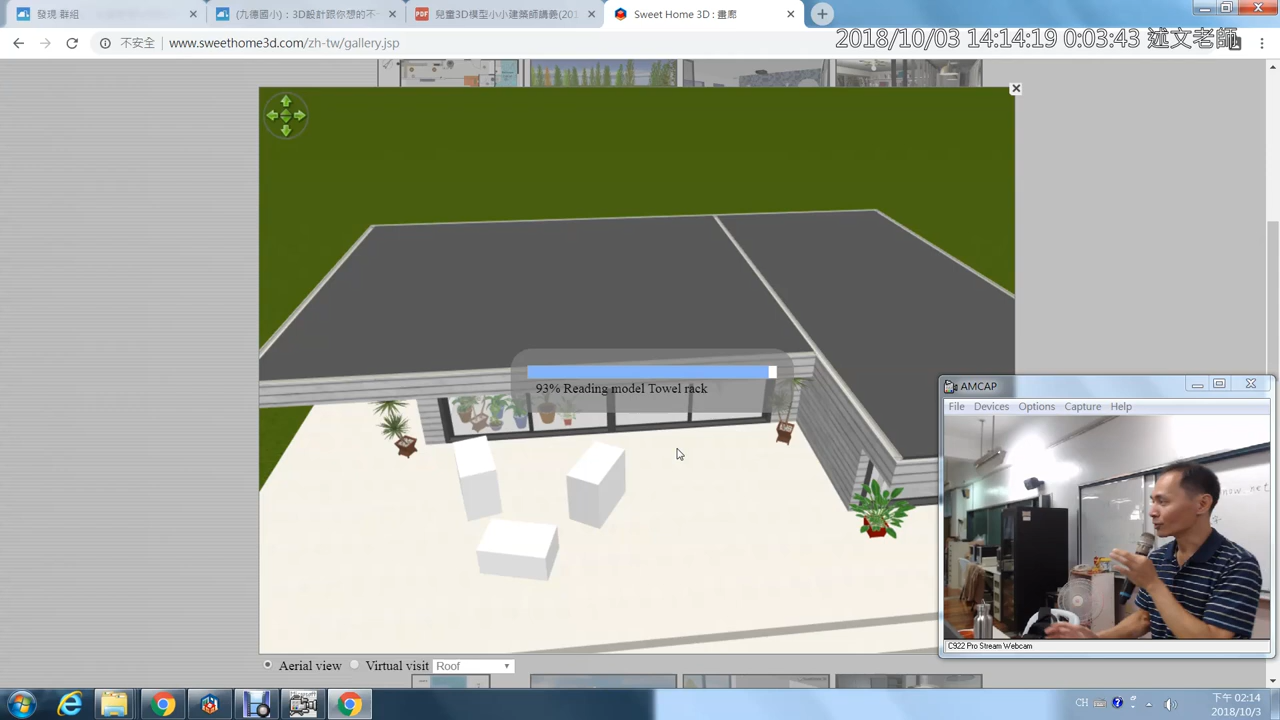 發現 群組
(九德國小) : 3D設計跟你想的不一
兒童3D模型小小建築師講義(201
Sweet Home 3D : 畫廊
不安全
www.sweethome3d.com/zh-tw/gallery.jsp
2018/10/03 14:14:19 0:03:43 述文老師
93% Reading model Towel rack
AMCAP
File Devices Options Capture Help
now net
C922 Pro Stream Webcam
Aerial view Virtual visit Roof
CH
下午 02:14
2018/10/3